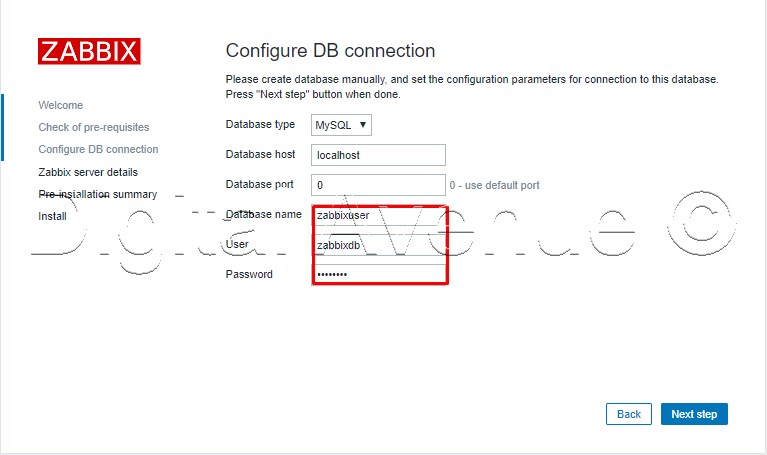 ZABBIX
Configure DB connection
Please create database manually, and set the configuration parameters for connection to this database.
Press "Next step" button when done.
Welcome
Check of pre-requisites
Configure DB connection
Zabbix server details
Pre-installation summary
Install
Database type MySQL ▼
Database host localhost
Database port 0 0 - use default port
Database name zabbixuser
User zabbixdb
Password ••••••••
Back Next step